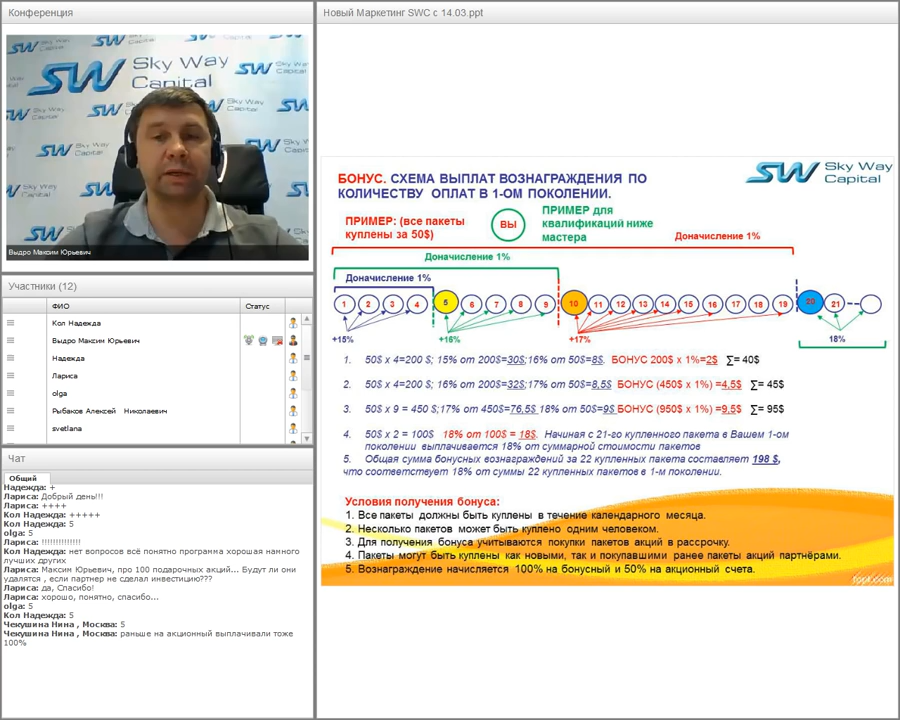 Конференция
Sky Way
Capital
Выдро Максим Юрьевич
Участники (12)
ФИО
Статус
Кол Надежда
Выдро Максим Юрьевич
Надежда
Лариса
olga
Рыбаков Алексей Николаевич
svetlana
Чат
Общий
Надежда: +
Лариса: Добрый день!!!
Лариса: ++++
Кол Надежда: +++++
Кол Надежда: 5
olga: 5
Лариса: !!!!!!!!!!!!!!
Кол Надежда: нет вопросов всё понятно программа хорошая намного
лучших других
Лариса: Максим Юрьевич, про 100 подарочных акций... Будут ли они
удалятся , если партнер не сделал инвестицию???
Лариса: да, Спасибо!
Лариса: хорошо, понятно, спасибо...
olga: 5
Кол Надежда: 5
Чекушина Нина , Москва: 5
Чекушина Нина , Москва: раньше на акционный выплачивали тоже
100%
Новый Маркетинг SWC с 14.03.ppt
Sky Way
Capital
БОНУС. СХЕМА ВЫПЛАТ ВОЗНАГРАЖДЕНИЯ ПО
КОЛИЧЕСТВУ ОПЛАТ В 1-ОМ ПОКОЛЕНИИ.
ПРИМЕР: (все пакеты
куплены за 50$)
ВЫ
ПРИМЕР для
квалификаций ниже
мастера
Доначисление 1%
Доначисление 1%
Доначисление 1%
1 2 3 4 5 6 7 8 9 10 11 12 13 14 15 16 17 18 19 20 21
+15% +16% +17% 18%
1. 50$ x 4=200 $; 15% от 200$=30$;16% от 50$=8$. БОНУС 200$ x 1%=2$ ∑= 40$
2. 50$ x 4=200 $; 16% от 200$=32$;17% от 50$=8,5$ БОНУС (450$ x 1%) =4,5$ ∑= 45$
3. 50$ x 9 = 450 $;17% от 450$=76,5$ 18% от 50$=9$ БОНУС (950$ x 1%) =9,5$ ∑= 95$
4. 50$ x 2 = 100$ 18% от 100$ = 18$. Начиная с 21-го купленного пакета в Вашем 1-ом
поколении выплачивается 18% от суммарной стоимости пакетов
5. Общая сумма бонусных вознаграждений за 22 купленных пакета составляет 198 $,
что соответствует 18% от суммы 22 купленных пакетов в 1-м поколении.
Условия получения бонуса:
1. Все пакеты должны быть куплены в течение календарного месяца.
2. Несколько пакетов может быть куплено одним человеком.
3. Для получения бонуса учитываются покупки пакетов акций в рассрочку.
4. Пакеты могут быть куплены как новыми, так и покупавшими ранее пакеты акций партнёрами.
5. Вознаграждение начисляется 100% на бонусный и 50% на акционный счета.
fppt.com